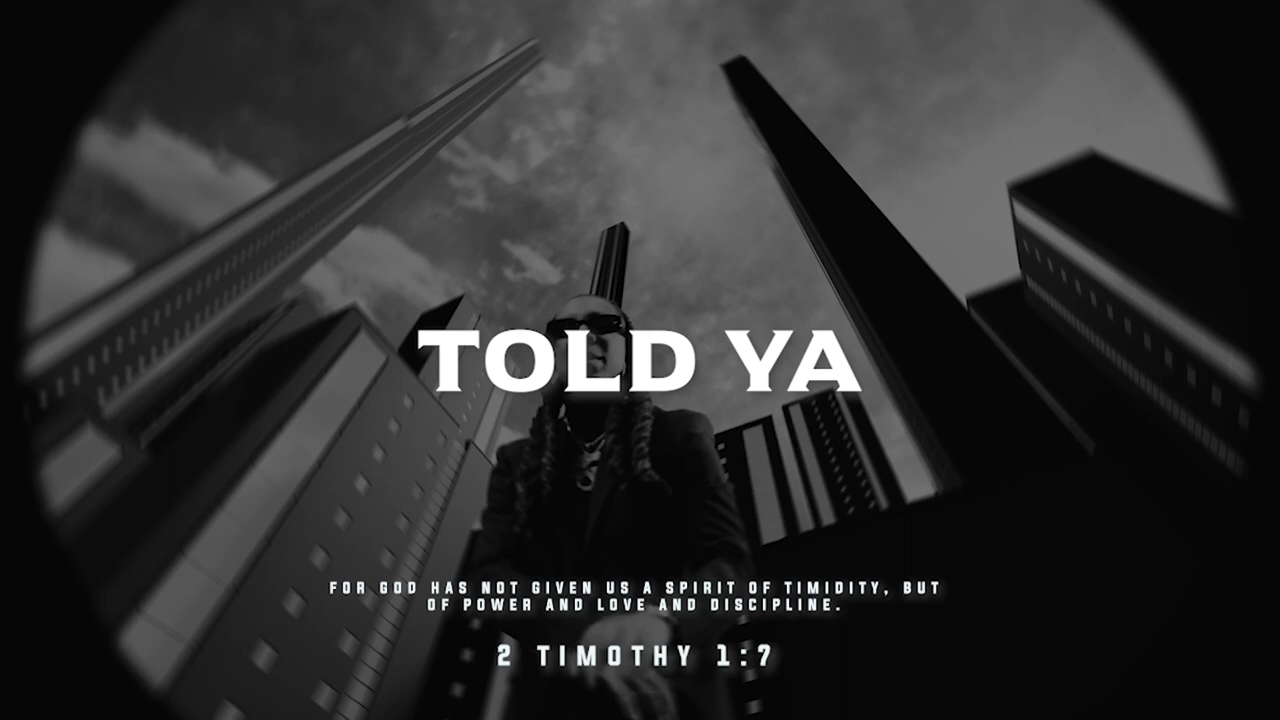 TOLD YA
FOR GOD HAS NOT GIVEN US A SPIRIT OF TIMIDITY, BUT
OF POWER AND LOVE AND DISCIPLINE.
2 TIMOTHY 1:7